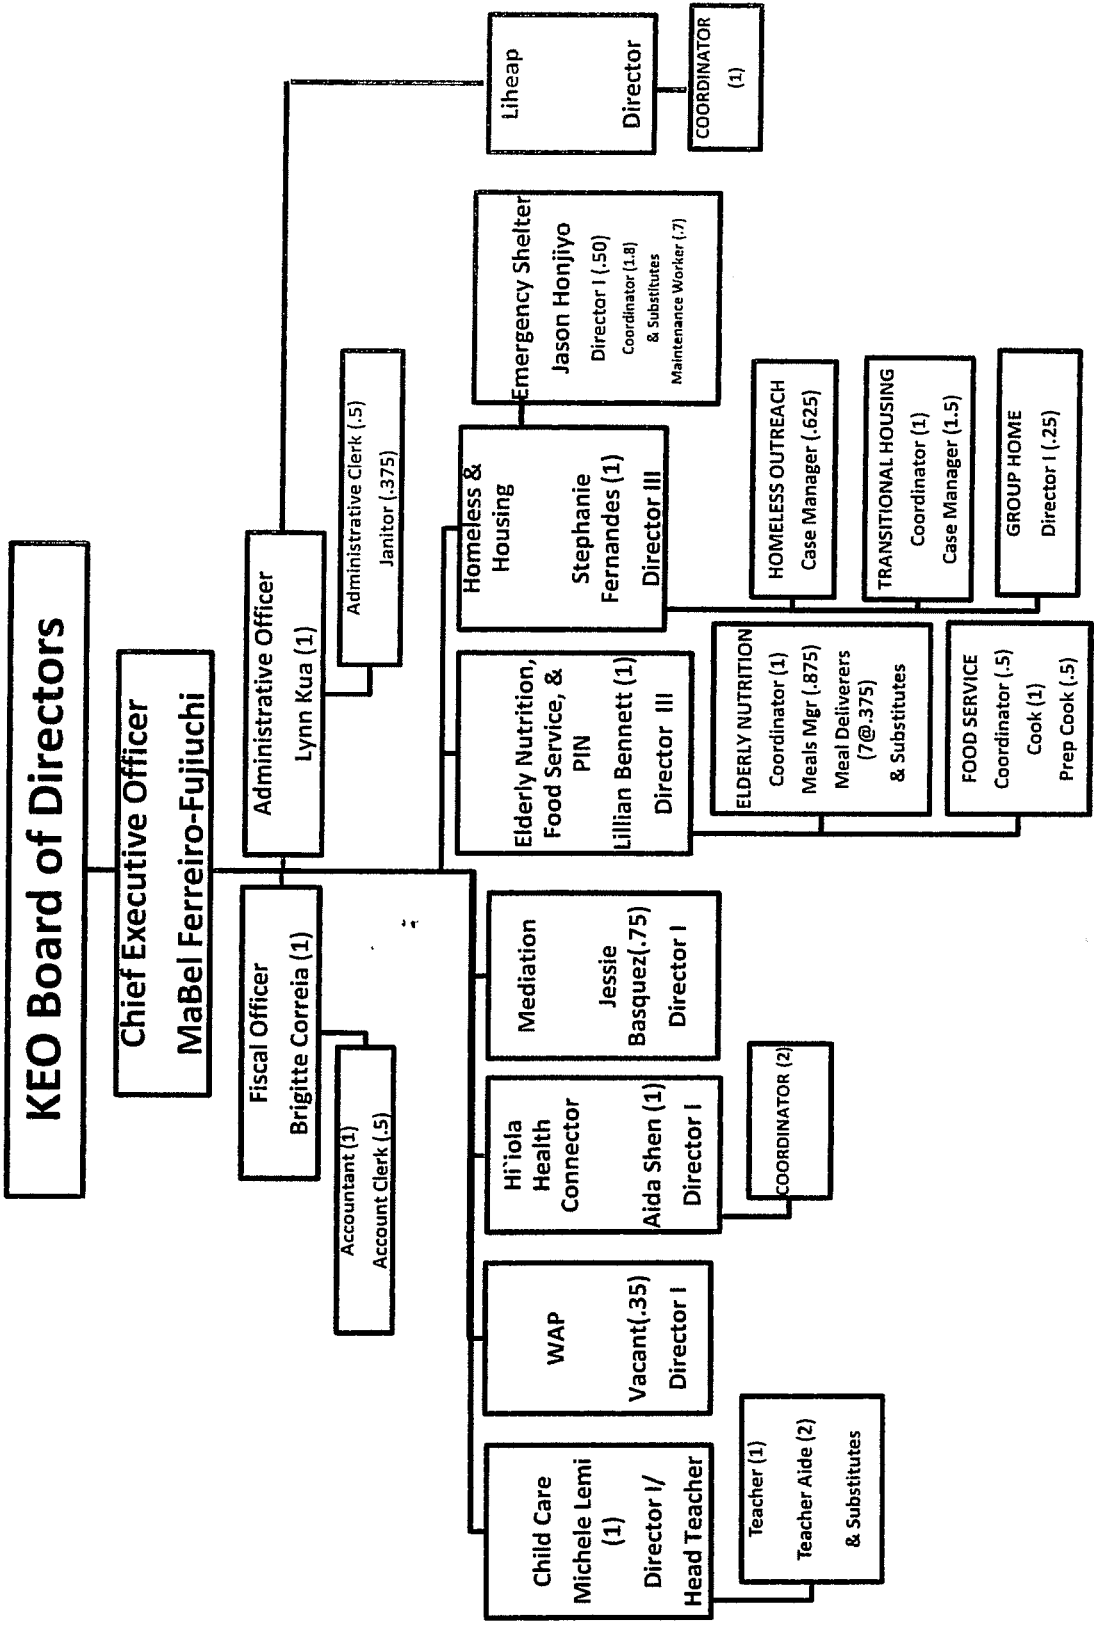 KEO Board of Directors
Chief Executive Officer
MaBel Ferreiro-Fujiuchi
Fiscal Officer
Brigitte Correia (1)
Administrative Officer
Lynn Kua (1)
Accountant (1)
Account Clerk (.5)
Administrative Clerk (.5)
Janitor (.375)
Child Care
Michele Lemi
(1)
Director I/
Head Teacher
Teacher (1)
Teacher Aide (2)
& Substitutes
WAP
Vacant(.35)
Director I
Hi`iola
Health
Connector
Aida Shen (1)
Director I
COORDINATOR (2)
Mediation
Jessie
Basquez(.75)
Director I
Elderly Nutrition,
Food Service, &
PIN
Lillian Bennett (1)
Director III
ELDERLY NUTRITION
Coordinator (1)
Meals Mgr (.875)
Meal Deliverers
(7@.375)
& Substitutes
FOOD SERVICE
Coordinator (.5)
Cook (1)
Prep Cook (.5)
Homeless &
Housing
Stephanie
Fernandes (1)
Director III
HOMELESS OUTREACH
Case Manager (.625)
TRANSITIONAL HOUSING
Coordinator (1)
Case Manager (1.5)
GROUP HOME
Director I (.25)
Emergency Shelter
Jason Honjiyo
Director I (.50)
Coordinator (1.8)
& Substitutes
Maintenance Worker (.7)
Liheap
Director
COORDINATOR
(1)